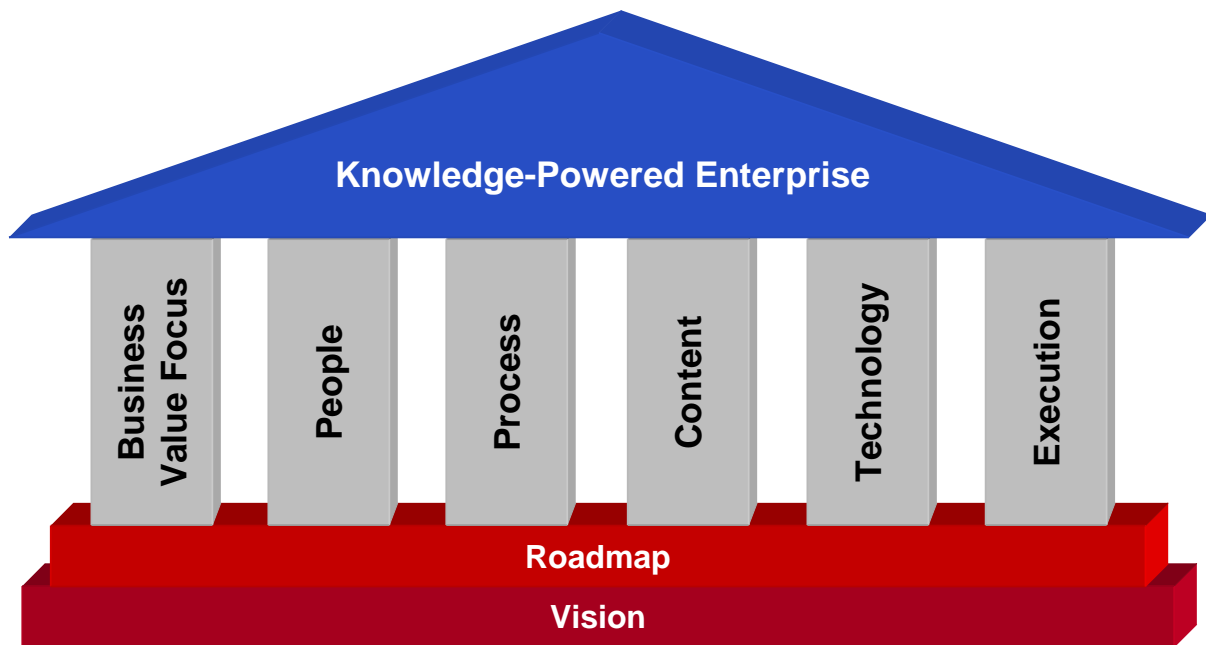 Knowledge-Powered Enterprise
Business
Value Focus
People
Process
Content
Technology
Execution
Roadmap
Vision